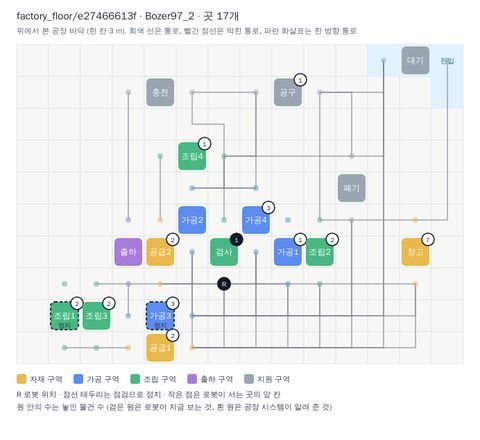 factory_floor/e27466613f · Bozer97_2 · 곳 17개
위에서 본 공장 바닥 (한 칸 3 m). 회색 선은 통로, 빨간 점선은 막힌 통로, 파란 화살표는 한 방향 통로
대기
진입
충전
공구
1
조립4
1
폐기
가공2
가공4
3
출하
공급2
2
검사
1
가공1
1
조립2
2
창고
7
R
조립1
2
정지
조립3
2
가공3
3
정지
공급1
2
자재 구역
가공 구역
조립 구역
출하 구역
지원 구역
R 로봇 위치 · 점선 테두리는 점검으로 정지 · 작은 점은 로봇이 서는 곳의 앞 칸
원 안의 수는 놓인 물건 수 (검은 원은 로봇이 지금 보는 것, 흰 원은 공장 시스템이 알려 준 것)